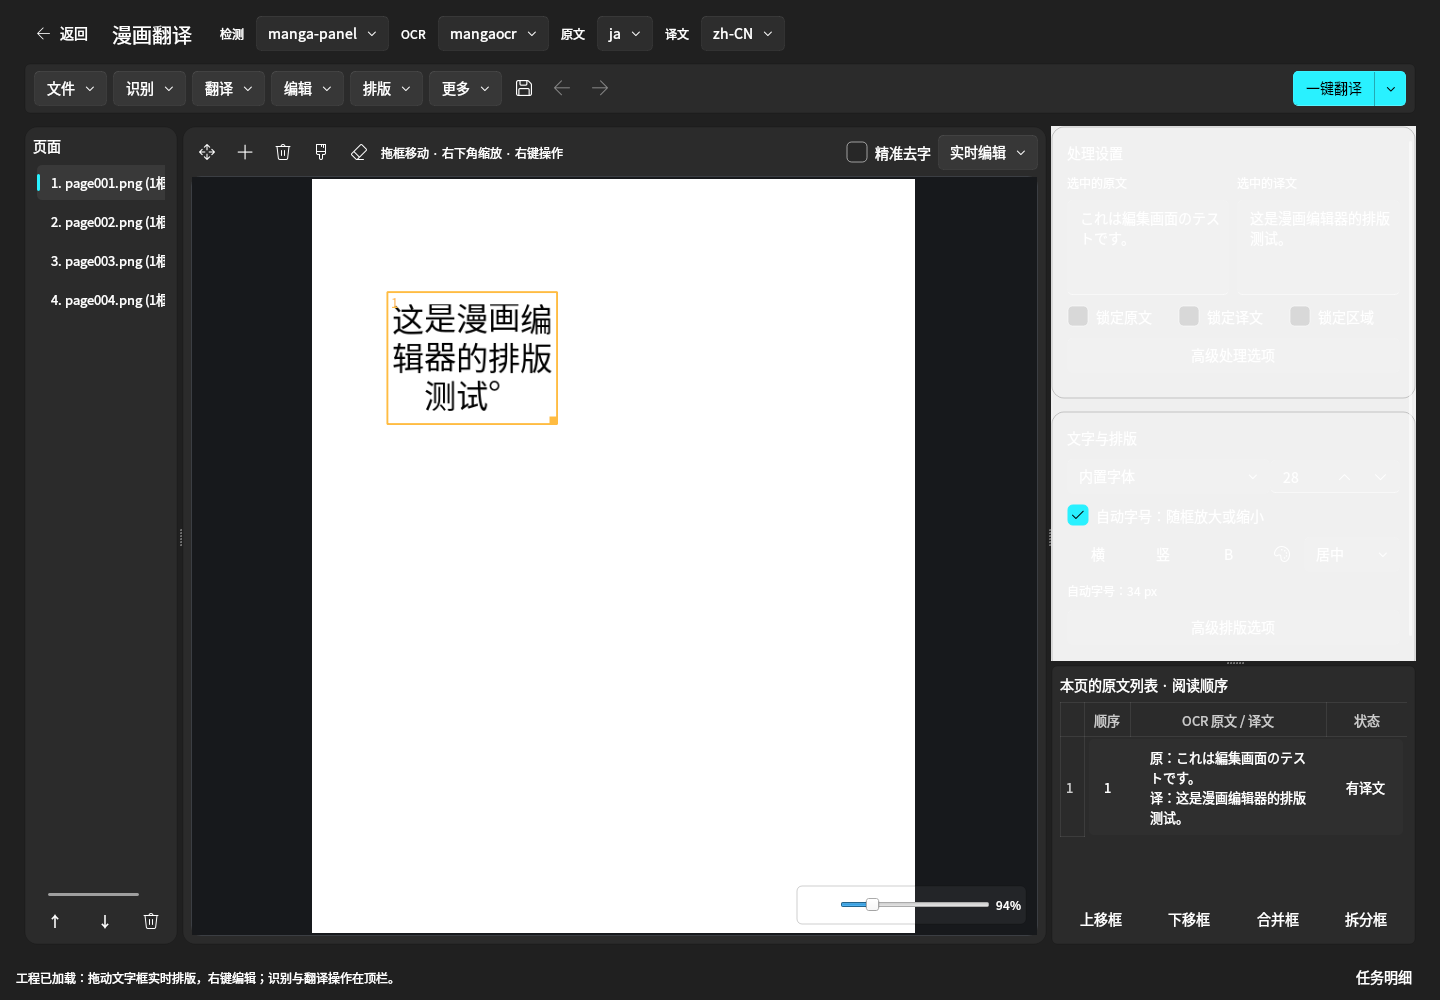 返回
漫画翻译
检测
manga-panel
OCR
mangaocr
原文
ja
译文
zh-CN
文件
识别
翻译
编辑
排版
更多
一键翻译
页面
1. page001.png (1框
2. page002.png (1框
3. page003.png (1框
4. page004.png (1框
拖框移动 · 右下角缩放 · 右键操作
精准去字
实时编辑
1
这是漫画编
辑器的排版
测试。
94%
处理设置
选中的原文
选中的译文
これは編集画面のテス
トです。
这是漫画编辑器的排版
测试。
锁定原文
锁定译文
锁定区域
高级处理选项
文字与排版
内置字体
28
自动字号：随框放大或缩小
横
竖
B
居中
自动字号：34 px
高级排版选项
本页的原文列表 · 阅读顺序
顺序
OCR 原文 / 译文
状态
1
1
原：これは編集画面のテス
トです。
译：这是漫画编辑器的排版
测试。
有译文
上移框
下移框
合并框
拆分框
工程已加载：拖动文字框实时排版，右键编辑；识别与翻译操作在顶栏。
任务明细